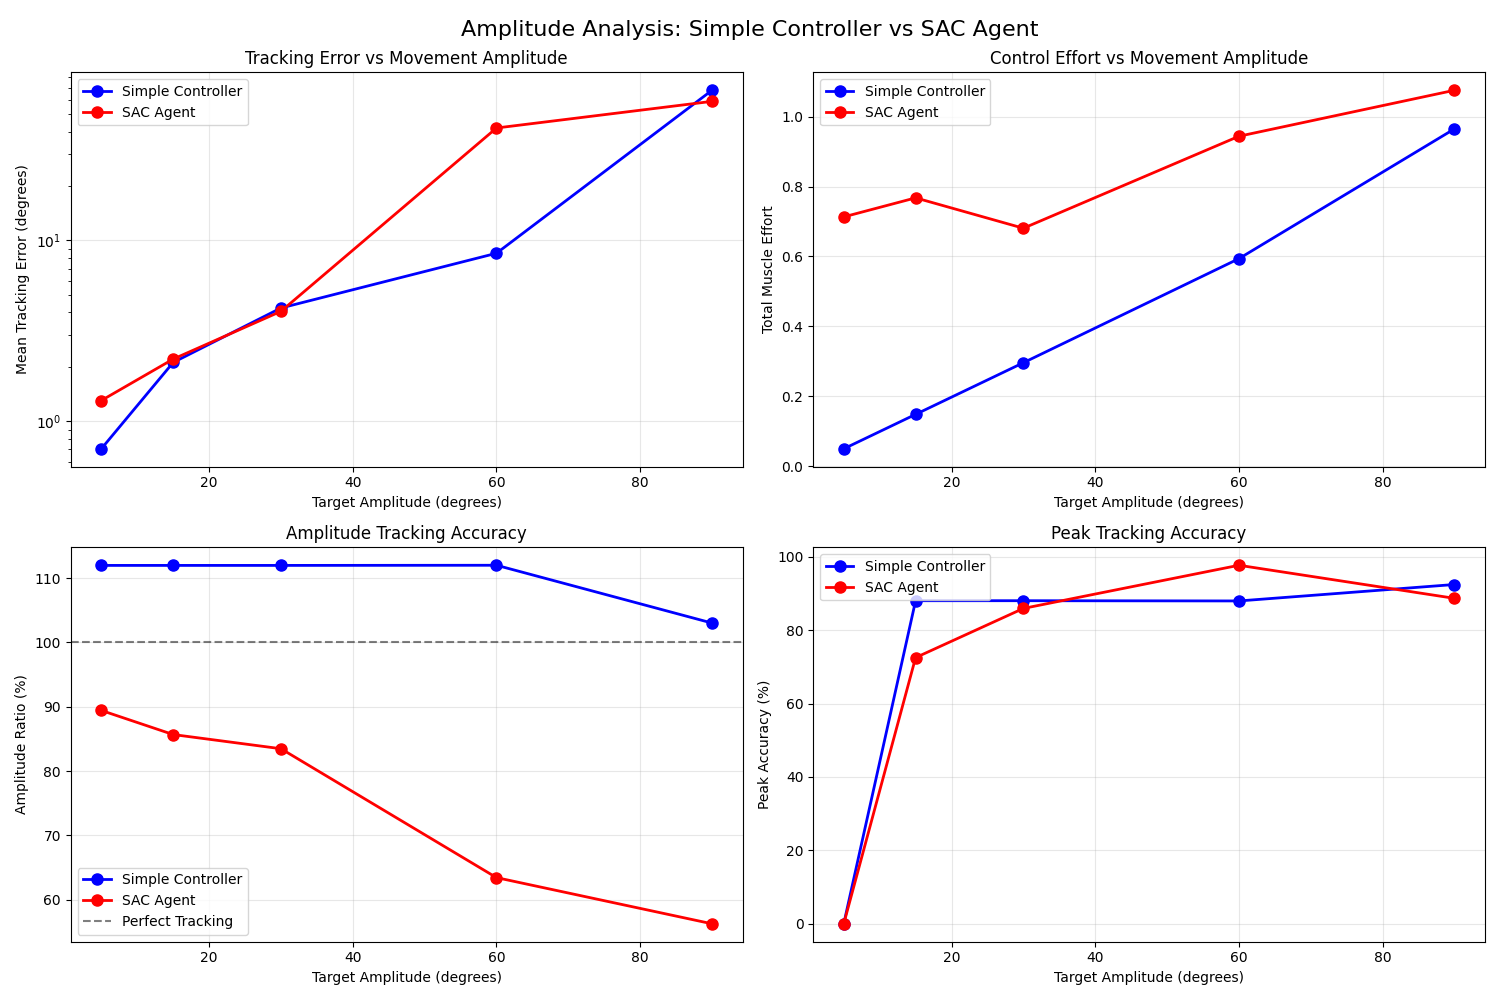 Amplitude Analysis: Simple Controller vs SAC Agent
Tracking Error vs Movement Amplitude
Simple Controller
SAC Agent
Mean Tracking Error (degrees)
10¹
10⁰
20 40 60 80
Target Amplitude (degrees)
Control Effort vs Movement Amplitude
Simple Controller
SAC Agent
Total Muscle Effort
1.0
0.8
0.6
0.4
0.2
0.0
20 40 60 80
Target Amplitude (degrees)
Amplitude Tracking Accuracy
Amplitude Ratio (%)
110
100
90
80
70
60
Simple Controller
SAC Agent
Perfect Tracking
20 40 60 80
Target Amplitude (degrees)
Peak Tracking Accuracy
Simple Controller
SAC Agent
Peak Accuracy (%)
100
80
60
40
20
0
20 40 60 80
Target Amplitude (degrees)